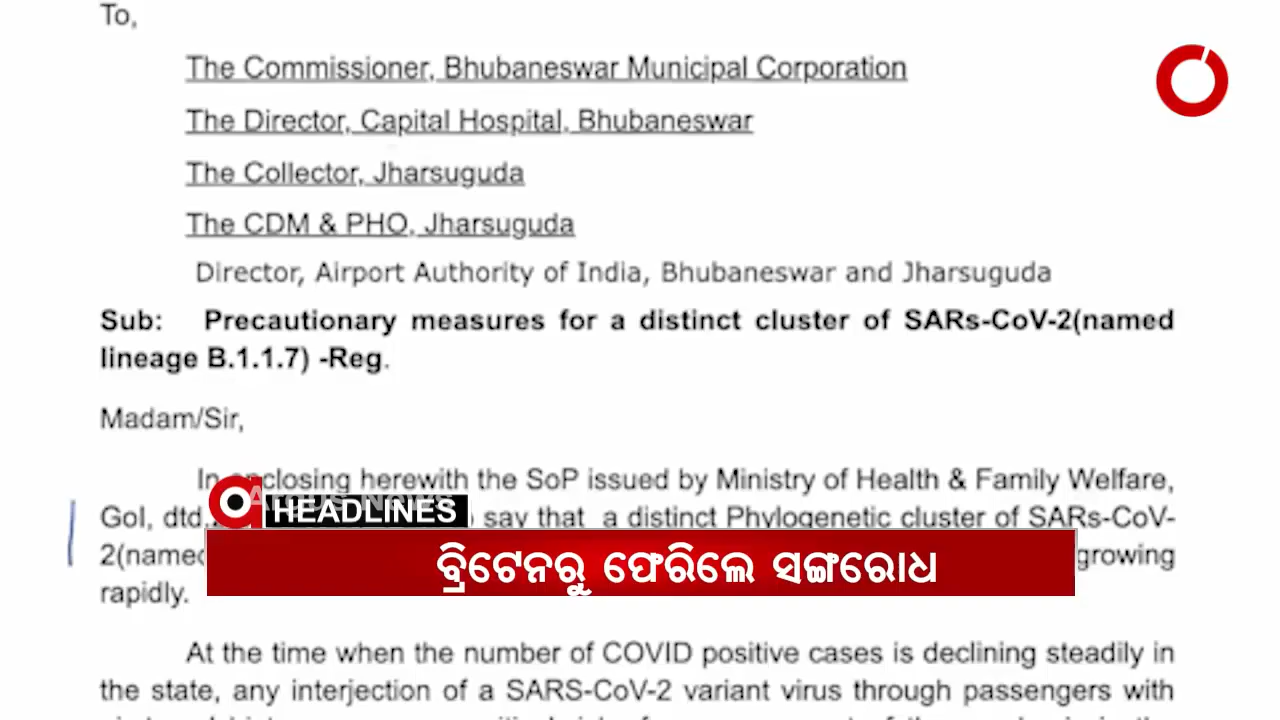 To,
The Commissioner, Bhubaneswar Municipal Corporation
The Director, Capital Hospital, Bhubaneswar
The Collector, Jharsuguda
The CDM & PHO, Jharsuguda
Director, Airport Authority of India, Bhubaneswar and Jharsuguda
Sub: Precautionary measures for a distinct cluster of SARs-CoV-2(named
lineage B.1.1.7) -Reg.
Madam/Sir,
In enclosing herewith the SoP issued by Ministry of Health & Family Welfare,
HEADLINES
GoI, dtd. say that a distinct Phylogenetic cluster of SARs-CoV-
2(named growing
ବ୍ରିଟେନରୁ ଫେରିଲେ ସଙ୍ଗରୋଧ
rapidly.
At the time when the number of COVID positive cases is declining steadily in
the state, any interjection of a SARS-CoV-2 variant virus through passengers with